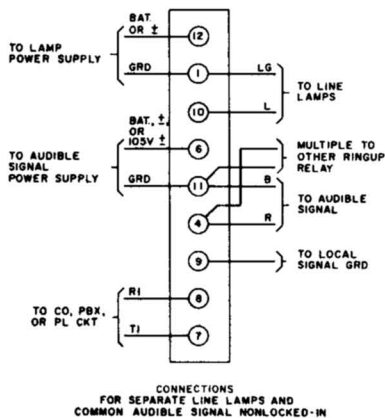 BAT.
OR ±
12
TO LAMP
POWER SUPPLY
GRD
1
LG
TO LINE
LAMPS
10
L
BAT., ±,
OR
105V ±
6
MULTIPLE TO
OTHER RINGUP
RELAY
TO AUDIBLE
SIGNAL
POWER SUPPLY
GRD
11
B
TO AUDIBLE
SIGNAL
4
R
9
TO LOCAL
SIGNAL GRD
R1
8
TO CO, PBX,
OR PL CKT
T1
7
CONNECTIONS
FOR SEPARATE LINE LAMPS AND
COMMON AUDIBLE SIGNAL NONLOCKED-IN